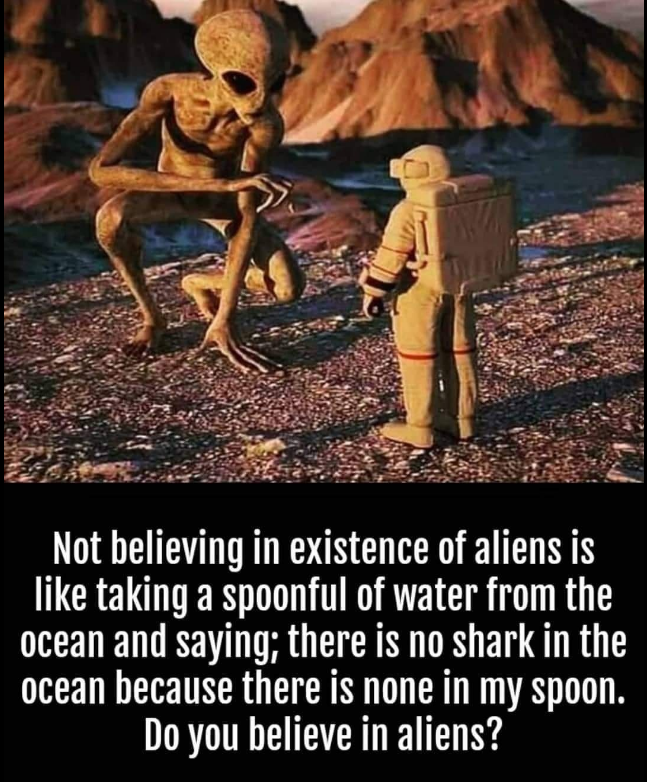 Not believing in existence of aliens is
like taking a spoonful of water from the
ocean and saying; there is no shark in the
ocean because there is none in my spoon.
Do you believe in aliens?